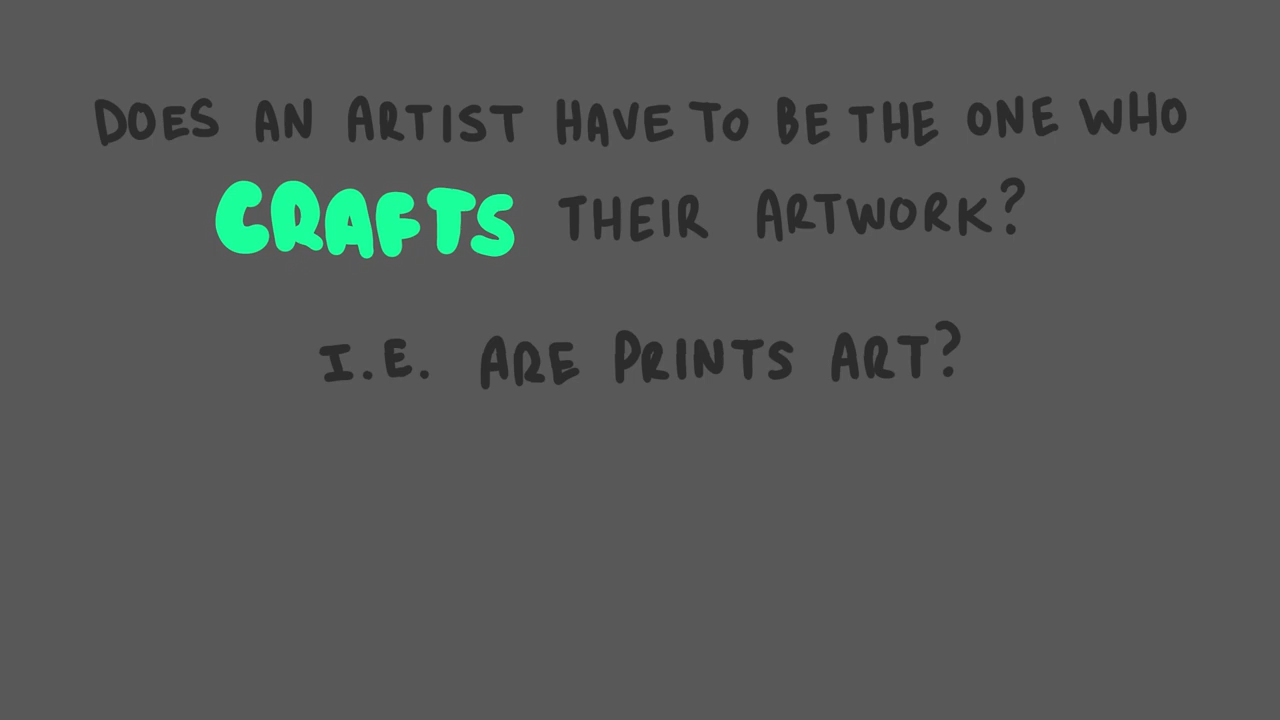 DOES AN ARTIST HAVE TO BE THE ONE WHO
CRAFTS THEIR ARTWORK?
I.E. ARE PRINTS ART?